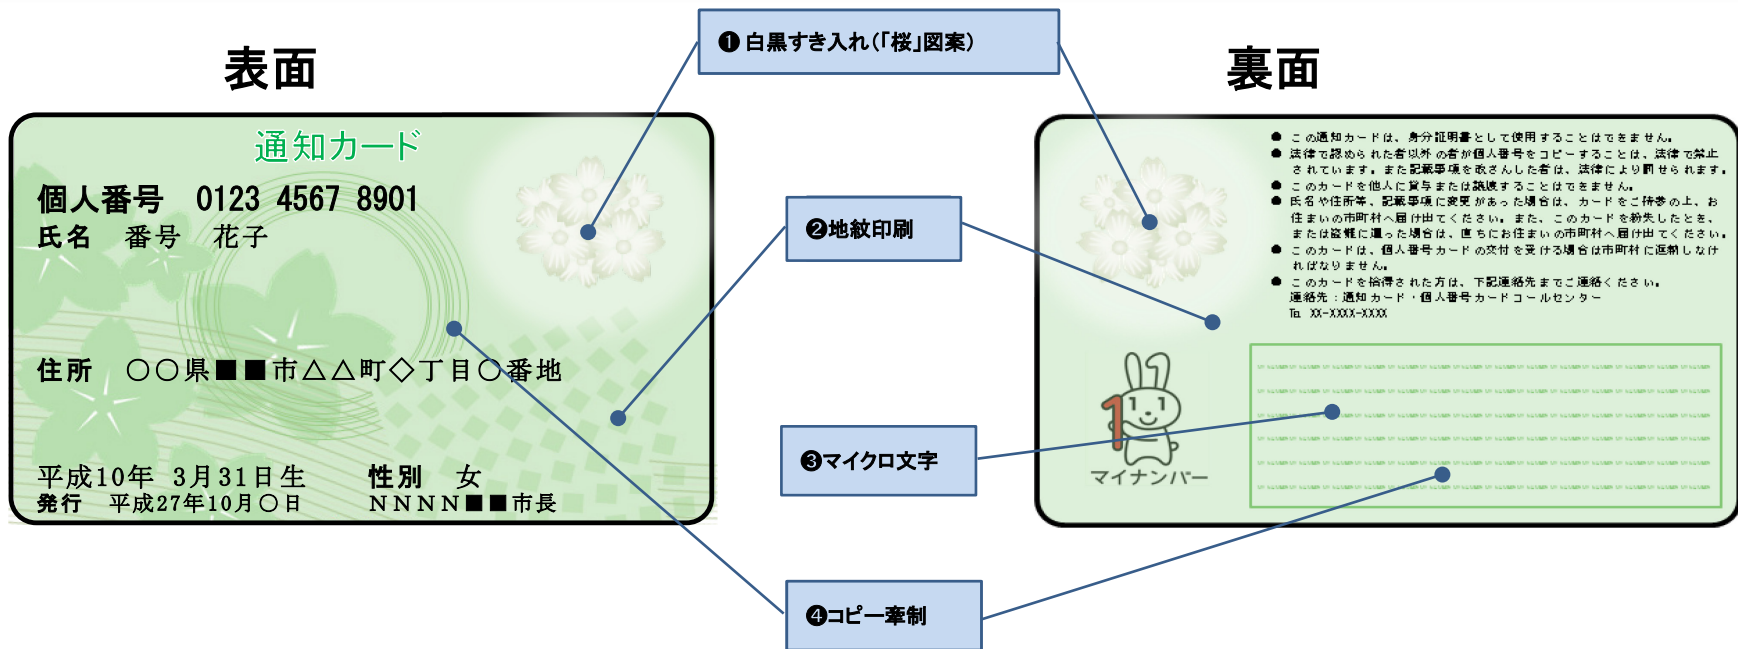 表面
裏面
❶白黒すき入れ(「桜」図案)
❷地紋印刷
❸マイクロ文字
❹コピー牽制
通知カード
個人番号 0123 4567 8901
氏名 番号 花子
住所 〇〇県■■市△△町◇丁目〇番地
平成10年 3月31日生 性別 女
発行 平成27年10月〇日 NNNN■■市長
● この通知カードは、身分証明書として使用することはできません。
● 法律で認められた者以外の者が個人番号をコピーすることは、法律で禁止
されています。また記載事項を改ざんした者は、法律により罰せられます。
● このカードを他人に貸与または譲渡することはできません。
● 氏名や住所等、記載事項に変更があった場合は、カードをご持参の上、お
住まいの市町村へ届け出てください。また、このカードを紛失したとき、
または盗難に遭った場合は、直ちにお住まいの市町村へ届け出てください。
● このカードは、個人番号カードの交付を受ける場合は市町村に返納しなけ
ればなりません。
● このカードを拾得された方は、下記連絡先までご連絡ください。
連絡先：通知カード・個人番号カードコールセンター
℡ XX-XXXX-XXXX
1
マイナンバー